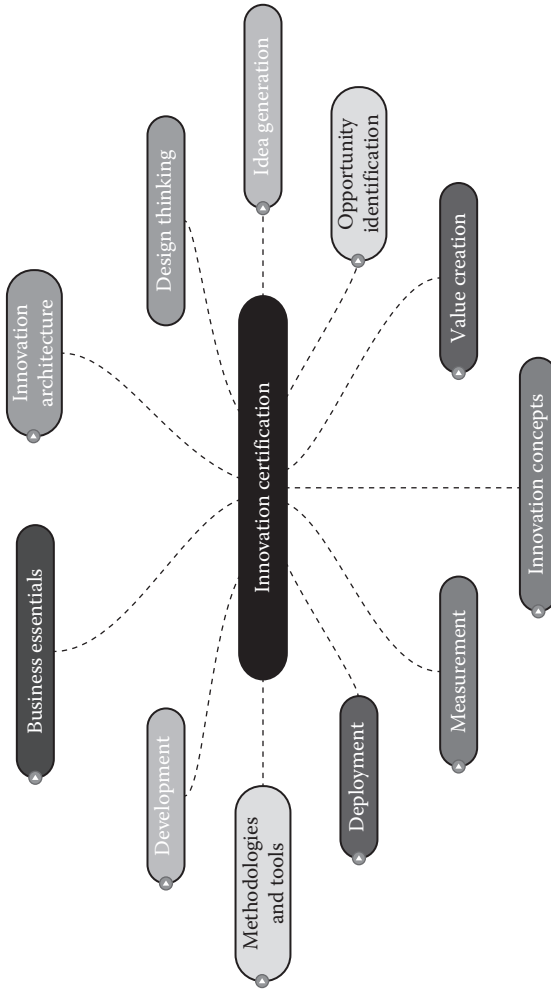 Business essentials
Innovation
architecture
Development
Design thinking
Methodologies
and tools
Innovation certification
Idea generation
Deployment
Opportunity
identification
Measurement
Value creation
Innovation concepts